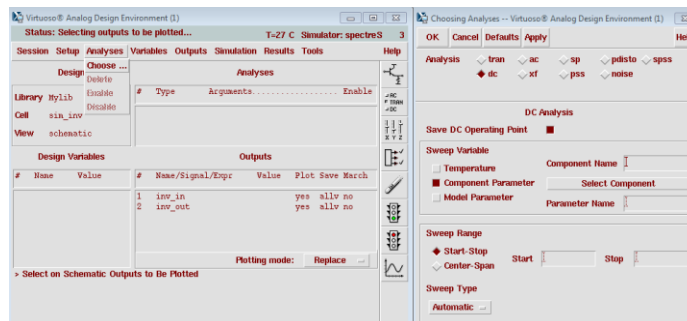 Virtuoso® Analog Design Environment (1)
Status: Selecting outputs to be plotted... T=27 C Simulator: spectreS 3
Session Setup Analyses Variables Outputs Simulation Results Tools Help
Choose ...
Delete
Enable
Disable
Design
Library Mylib
Cell sim_inv
View schematic
Analyses
# Type Arguments.................. Enable
Design Variables
# Name Value
Outputs
# Name/Signal/Expr Value Plot Save March
1 inv_in yes allv no
2 inv_out yes allv no
Plotting mode: Replace
> Select on Schematic Outputs to Be Plotted
AC
TRAN
DC
X Y Z
Choosing Analyses -- Virtuoso® Analog Design Environment (1)
OK Cancel Defaults Apply He
Analysis tran ac sp pdisto spss
dc xf pss noise
DC Analysis
Save DC Operating Point
Sweep Variable
Temperature
Component Parameter
Model Parameter
Component Name
Select Component
Parameter Name
Sweep Range
Start-Stop
Center-Span
Start Stop
Sweep Type
Automatic